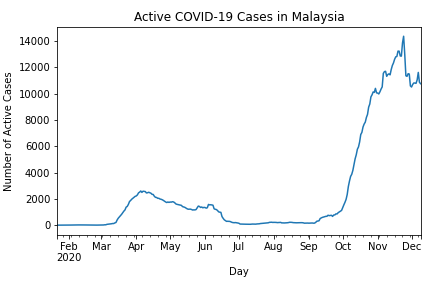 Active COVID-19 Cases in Malaysia
14000
12000
10000
8000
6000
4000
2000
0
Number of Active Cases
Feb Mar Apr May Jun Jul Aug Sep Oct Nov Dec
2020
Day